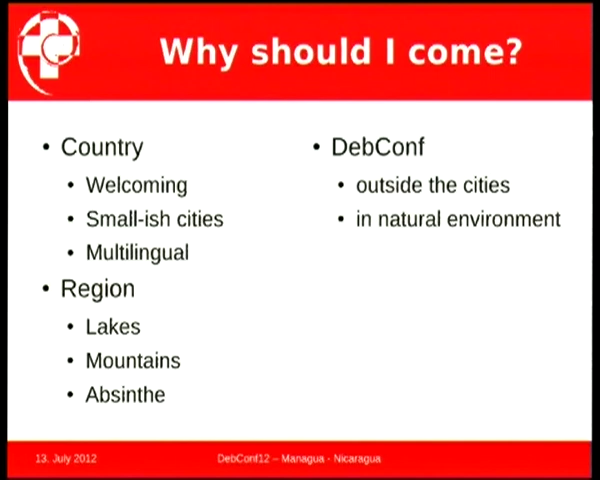 Why should I come?
• Country
• Welcoming
• Small-ish cities
• Multilingual
• Region
• Lakes
• Mountains
• Absinthe
• DebConf
• outside the cities
• in natural environment
13. July 2012
DebConf12 – Managua - Nicaragua